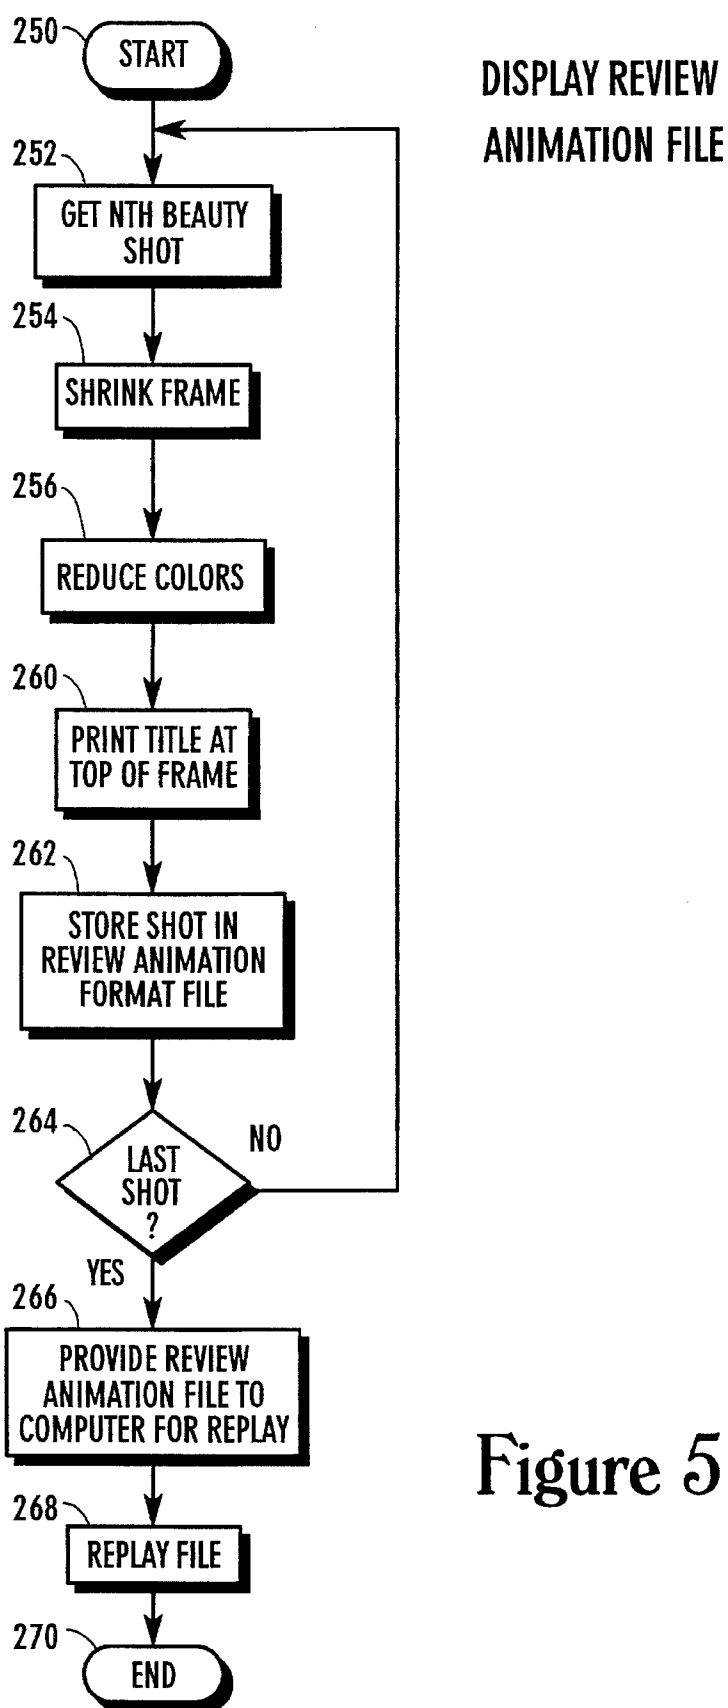 250
START
DISPLAY REVIEW
ANIMATION FILE
252
GET NTH BEAUTY
SHOT
254
SHRINK FRAME
256
REDUCE COLORS
260
PRINT TITLE AT
TOP OF FRAME
262
STORE SHOT IN
REVIEW ANIMATION
FORMAT FILE
264
NO
LAST
SHOT
?
YES
266
PROVIDE REVIEW
ANIMATION FILE TO
COMPUTER FOR REPLAY
268
REPLAY FILE
270
END
Figure 5